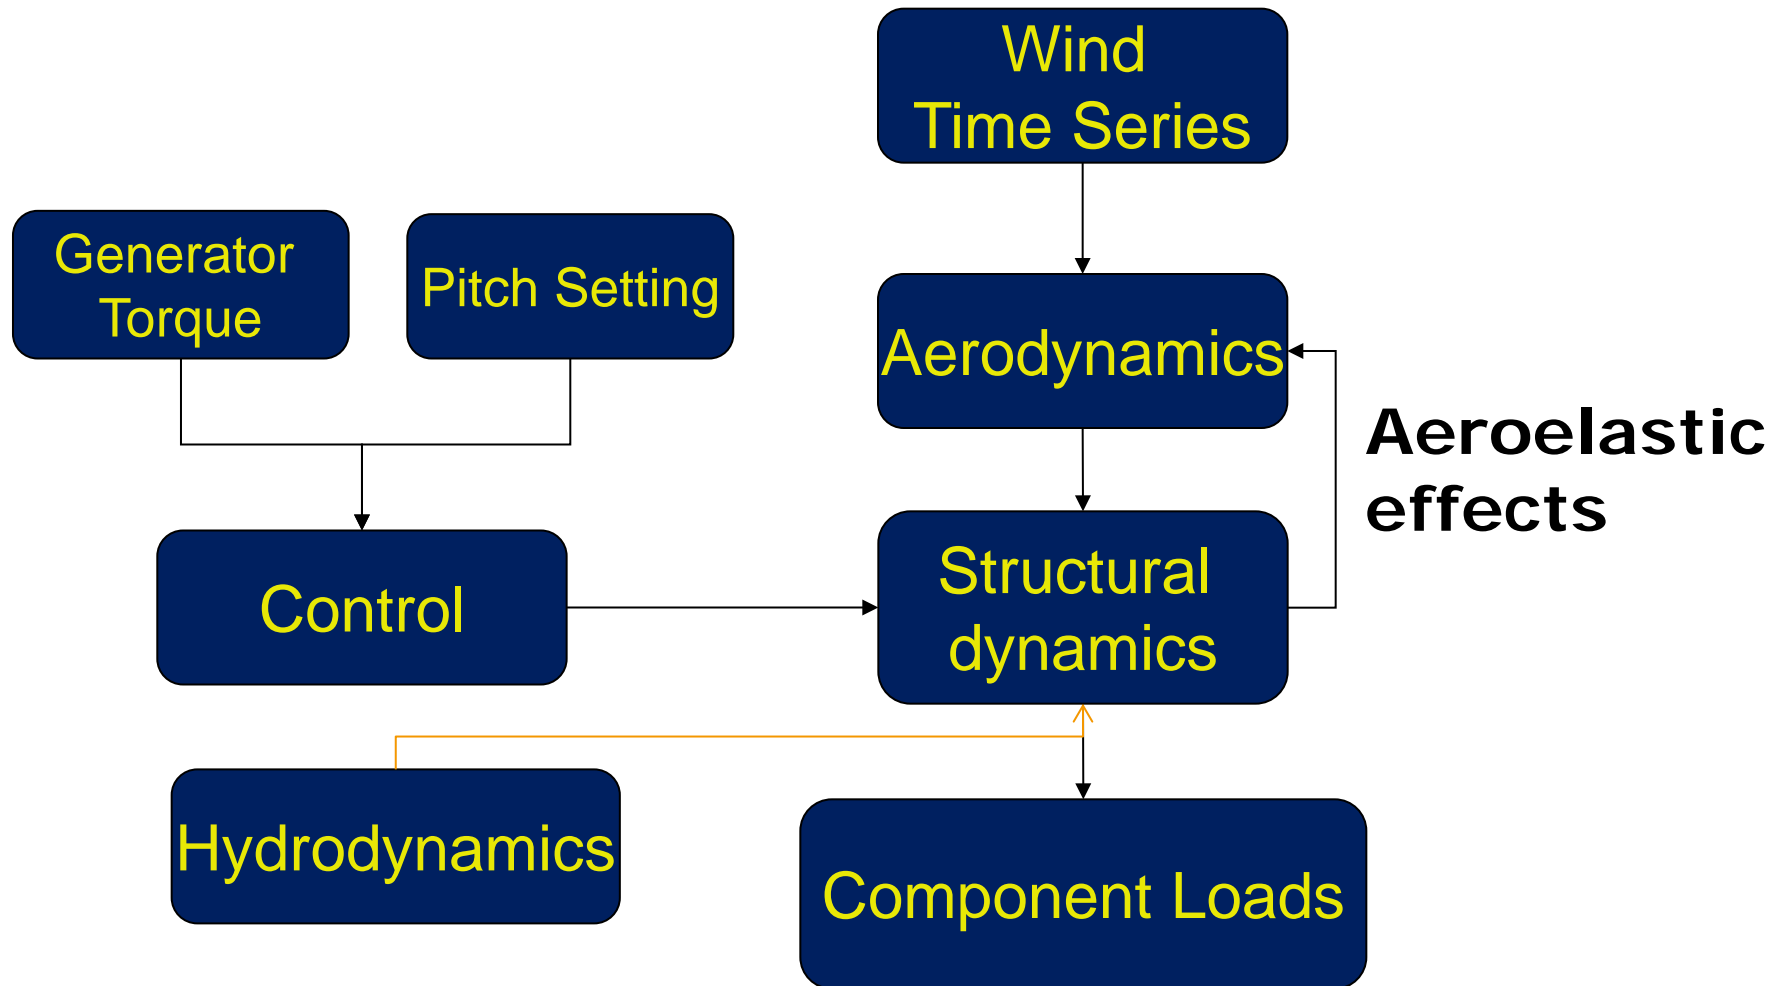 Wind
Time Series
Generator
Torque
Pitch Setting
Aerodynamics
Aeroelastic
effects
Control
Structural
dynamics
Hydrodynamics
Component Loads